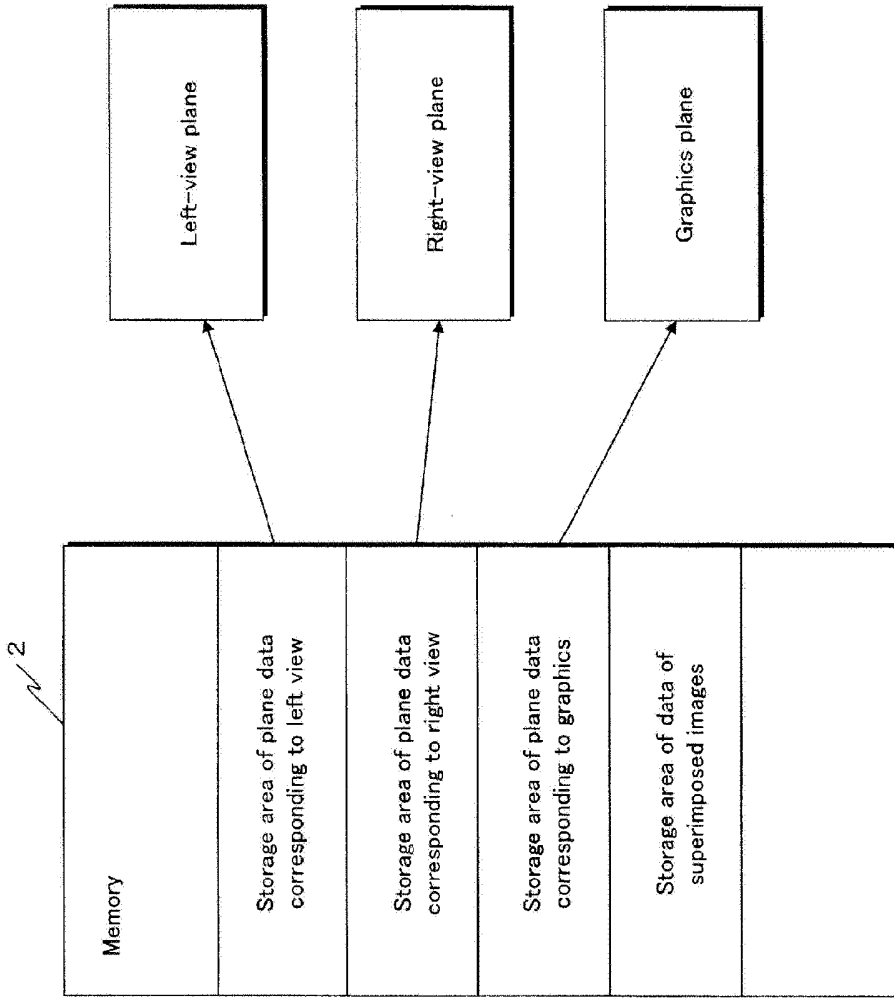 2
Memory
Storage area of plane data
corresponding to left view
Storage area of plane data
corresponding to right view
Storage area of plane data
corresponding to graphics
Storage area of data of
superimposed images
Left-view plane
Right-view plane
Graphics plane